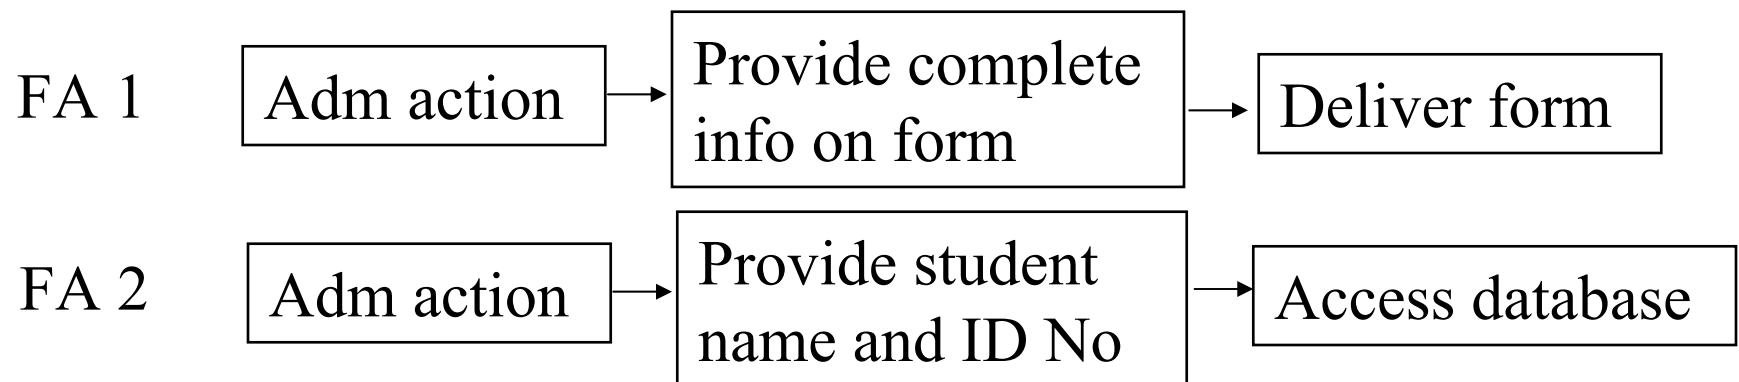 FA 1
Adm action
Provide complete
info on form
Deliver form
FA 2
Adm action
Provide student
name and ID No
Access database